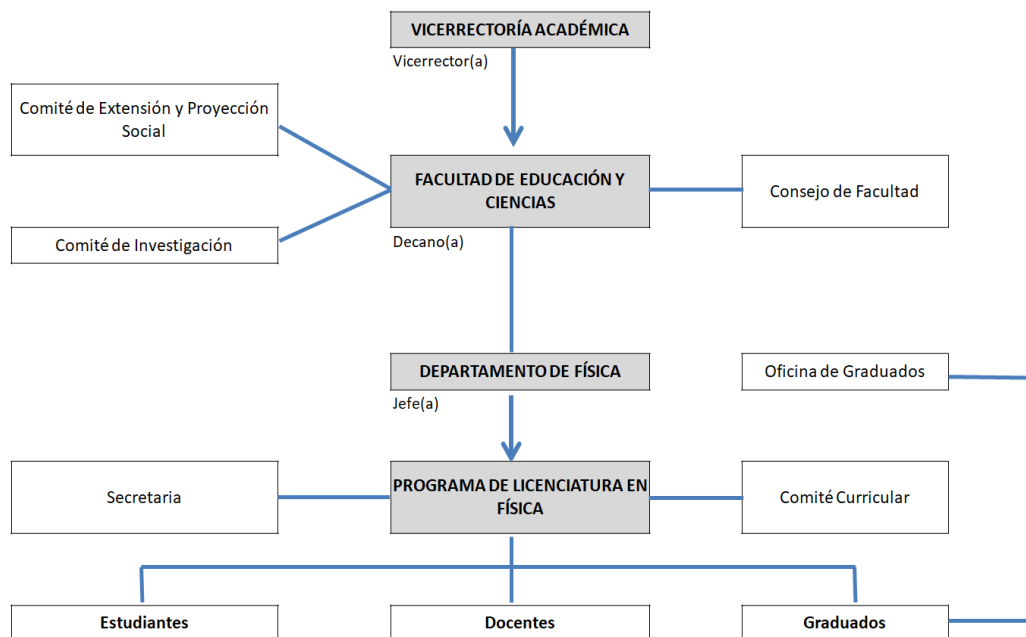 VICERRECTORÍA ACADÉMICA
Vicerrector(a)
Comité de Extensión y Proyección
Social
FACULTAD DE EDUCACIÓN Y
CIENCIAS
Consejo de Facultad
Comité de Investigación
Decano(a)
DEPARTAMENTO DE FÍSICA
Oficina de Graduados
Jefe(a)
Secretaria
PROGRAMA DE LICENCIATURA EN
FÍSICA
Comité Curricular
Estudiantes
Docentes
Graduados